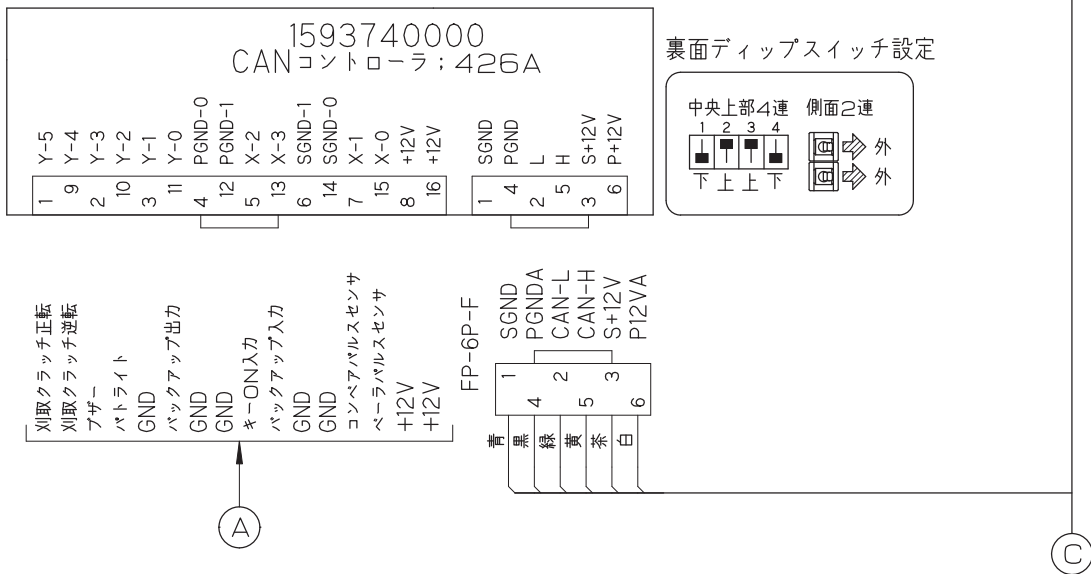 1593740000
CANコントローラ；426A
Y-5
Y-4
Y-3
Y-2
Y-1
Y-0
PGND-0
PGND-1
X-2
X-3
SGND-1
SGND-0
X-1
X-0
+12V
+12V
1
9
2
10
3
11
4
12
5
13
6
14
7
15
8
16
SGND
PGND
L
H
S+12V
P+12V
1
4
2
5
3
6
裏面ディップスイッチ設定
中央上部4連
1 2 3 4
下上上下
側面2連
外
外
刈取クラッチ正転
刈取クラッチ逆転
ブザー
パトライト
GND
バックアップ出力
GND
GND
キーON入力
バックアップ入力
GND
GND
コンベアパルスセンサ
ベーラパルスセンサ
+12V
+12V
A
FP-6P-F
SGND
PGNDA
CAN-L
CAN-H
S+12V
P12VA
1
4
2
5
3
6
青
黒
緑
黄
茶
白
C